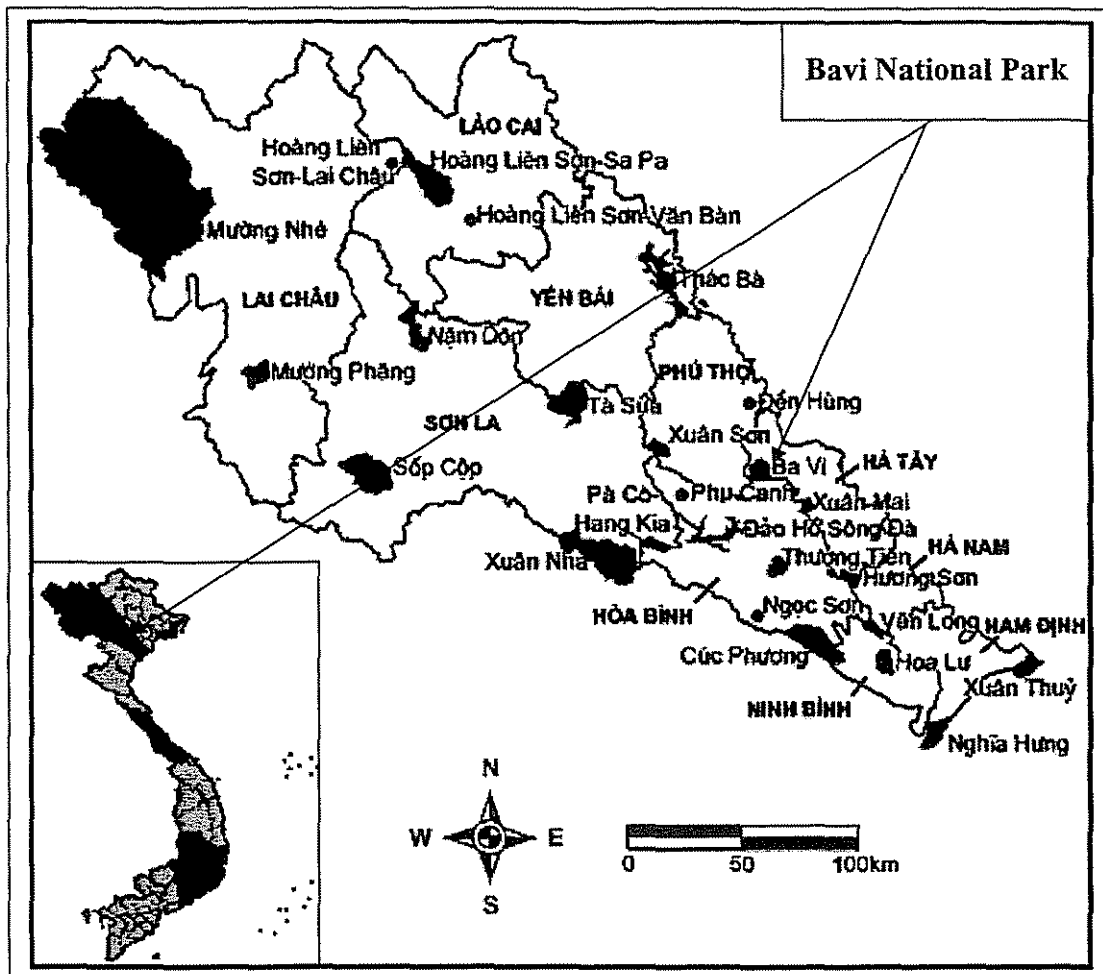 Bavi National Park
LÀO CAI
Hoàng Liên
Sơn-Lai Châu
Hoàng Liên Sơn-Sa Pa
Hoàng Liên Sơn-Văn Bàn
Mường Nhé
Thác Bà
LAI CHÂU
YÊN BÁI
Nậm Dôn
Mường Phăng
PHÚ THỌ
Tà Sùa
Đền Hùng
SƠN LA
Xuân Sơn
Sốp Cộp
Ba Vì
HÀ TÂY
Pà Cò-
Hang Kia
Phu Canh
Xuân Mai
Đảo Hồ Sông Đà
Xuân Nha
Thượng Tiến
HÀ NAM
Hương Sơn
HÒA BÌNH
Ngọc Sơn
Vân Long
NAM ĐỊNH
Cúc Phương
Hoa Lư
Xuân Thuỷ
NINH BÌNH
Nghĩa Hưng
N
W
E
S
0
50
100km